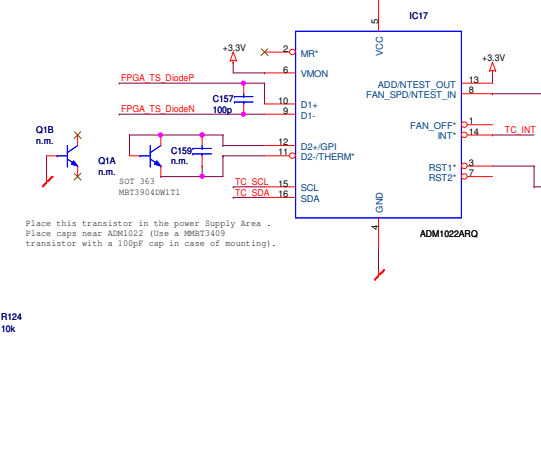 IC17
5
VCC
+3.3V
2
MR*
6
VMON
+3.3V
FPGA_TS_DiodeP
ADD/NTEST_OUT
13
FAN_SPD/NTEST_IN
8
C157
100p
10
D1+
FPGA_TS_DiodeN
9
D1-
FAN_OFF*
1
INT*
14
TC_INT
Q1B
n.m.
Q1A
n.m.
C159
n.m.
12
D2+/GPI
11
D2-/THERM*
RST1*
3
RST2*
7
SOT 363
MBT3904DW1T1
TC_SCL
15
SCL
TC_SDA
16
SDA
GND
4
ADM1022ARQ
Place this transistor in the power Supply Area .
Place caps near ADM1022 (Use a MMBT3409
transistor with a 100pF cap in case of mounting).
R124
10k